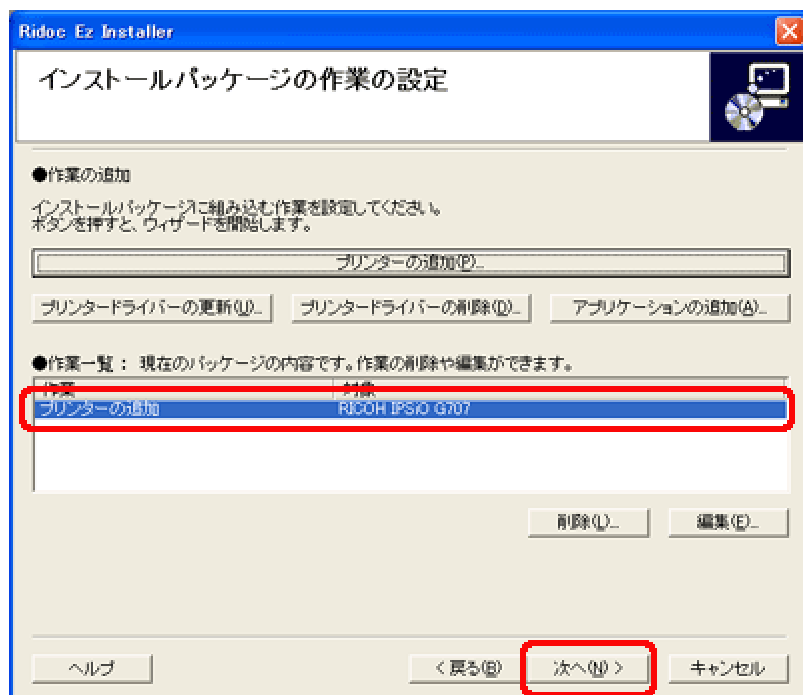 Ridoc Ez Installer
インストールパッケージの作業の設定
●作業の追加
インストールパッケージに組み込む作業を設定してください。
ボタンを押すと、ウィザードを開始します。
プリンターの追加(P)...
プリンタードライバーの更新(U)... プリンタードライバーの削除(D)... アプリケーションの追加(A)...
●作業一覧： 現在のパッケージの内容です。作業の削除や編集ができます。
作業 対象
プリンターの追加 RICOH IPSiO G707
削除(L)... 編集(E)...
ヘルプ < 戻る(B) 次へ(N) > キャンセル